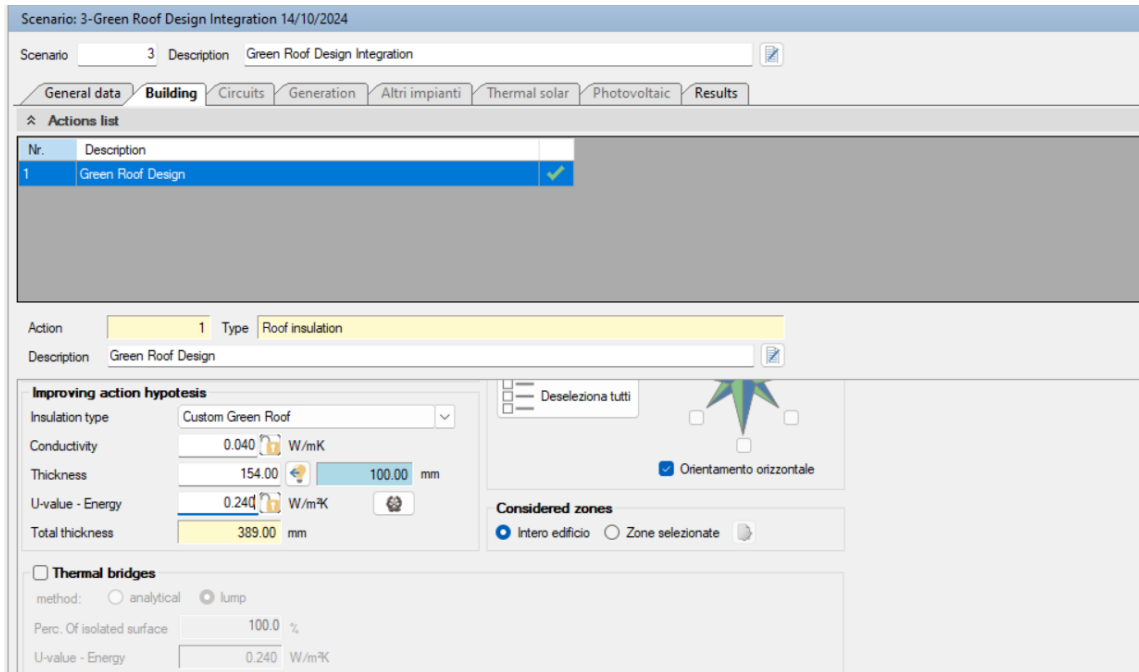 Scenario: 3-Green Roof Design Integration 14/10/2024
Scenario 3 Description Green Roof Design Integration
General data Building Circuits Generation Altri impianti Thermal solar Photovoltaic Results
Actions list
Nr. Description
1 Green Roof Design
Action 1 Type Roof insulation
Description Green Roof Design
Improving action hypotesis
Insulation type Custom Green Roof
Conductivity 0.040 W/mK
Thickness 154.00 100.00 mm
U-value - Energy 0.240 W/m²K
Total thickness 389.00 mm
Deseleziona tutti
Orientamento orizzontale
Considered zones
Intero edificio Zone selezionate
Thermal bridges
method: analytical lump
Perc. Of isolated surface 100.0 %
U-value - Energy 0.240 W/m²K